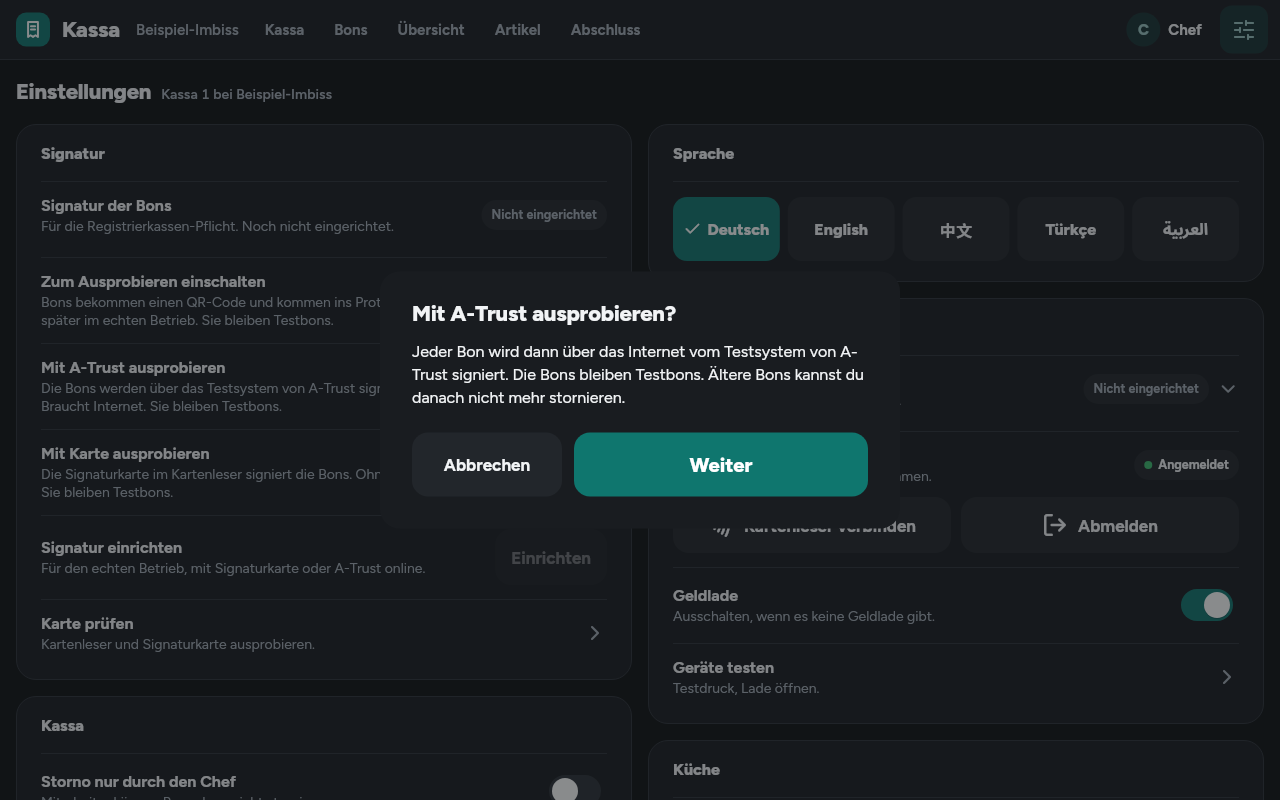 Kassa Beispiel-Imbiss Kassa Bons Übersicht Artikel Abschluss C Chef
Einstellungen Kassa 1 bei Beispiel-Imbiss
Signatur
Signatur der Bons
Für die Registrierkassen-Pflicht. Noch nicht eingerichtet.
Nicht eingerichtet
Zum Ausprobieren einschalten
Bons bekommen einen QR-Code und kommen ins
später im echten Betrieb. Sie bleiben Testbons.
Mit A-Trust ausprobieren
Die Bons werden über das Testsystem von A-Trust
Braucht Internet. Sie bleiben Testbons.
Mit Karte ausprobieren
Die Signaturkarte im Kartenleser signiert die Bons.
Sie bleiben Testbons.
Signatur einrichten
Für den echten Betrieb, mit Signaturkarte oder A-Trust online.
Einrichten
Karte prüfen
Kartenleser und Signaturkarte ausprobieren.
Kassa
Storno nur durch den Chef
Mit A-Trust ausprobieren?
Jeder Bon wird dann über das Internet vom Testsystem von A-
Trust signiert. Die Bons bleiben Testbons. Ältere Bons kannst du
danach nicht mehr stornieren.
Abbrechen
Weiter
Sprache
Deutsch
English
中文
Türkçe
العربية
Nicht eingerichtet
Angemeldet
Kartenleser verbinden
Abmelden
Geldlade
Ausschalten, wenn es keine Geldlade gibt.
Geräte testen
Testdruck, Lade öffnen.
Küche